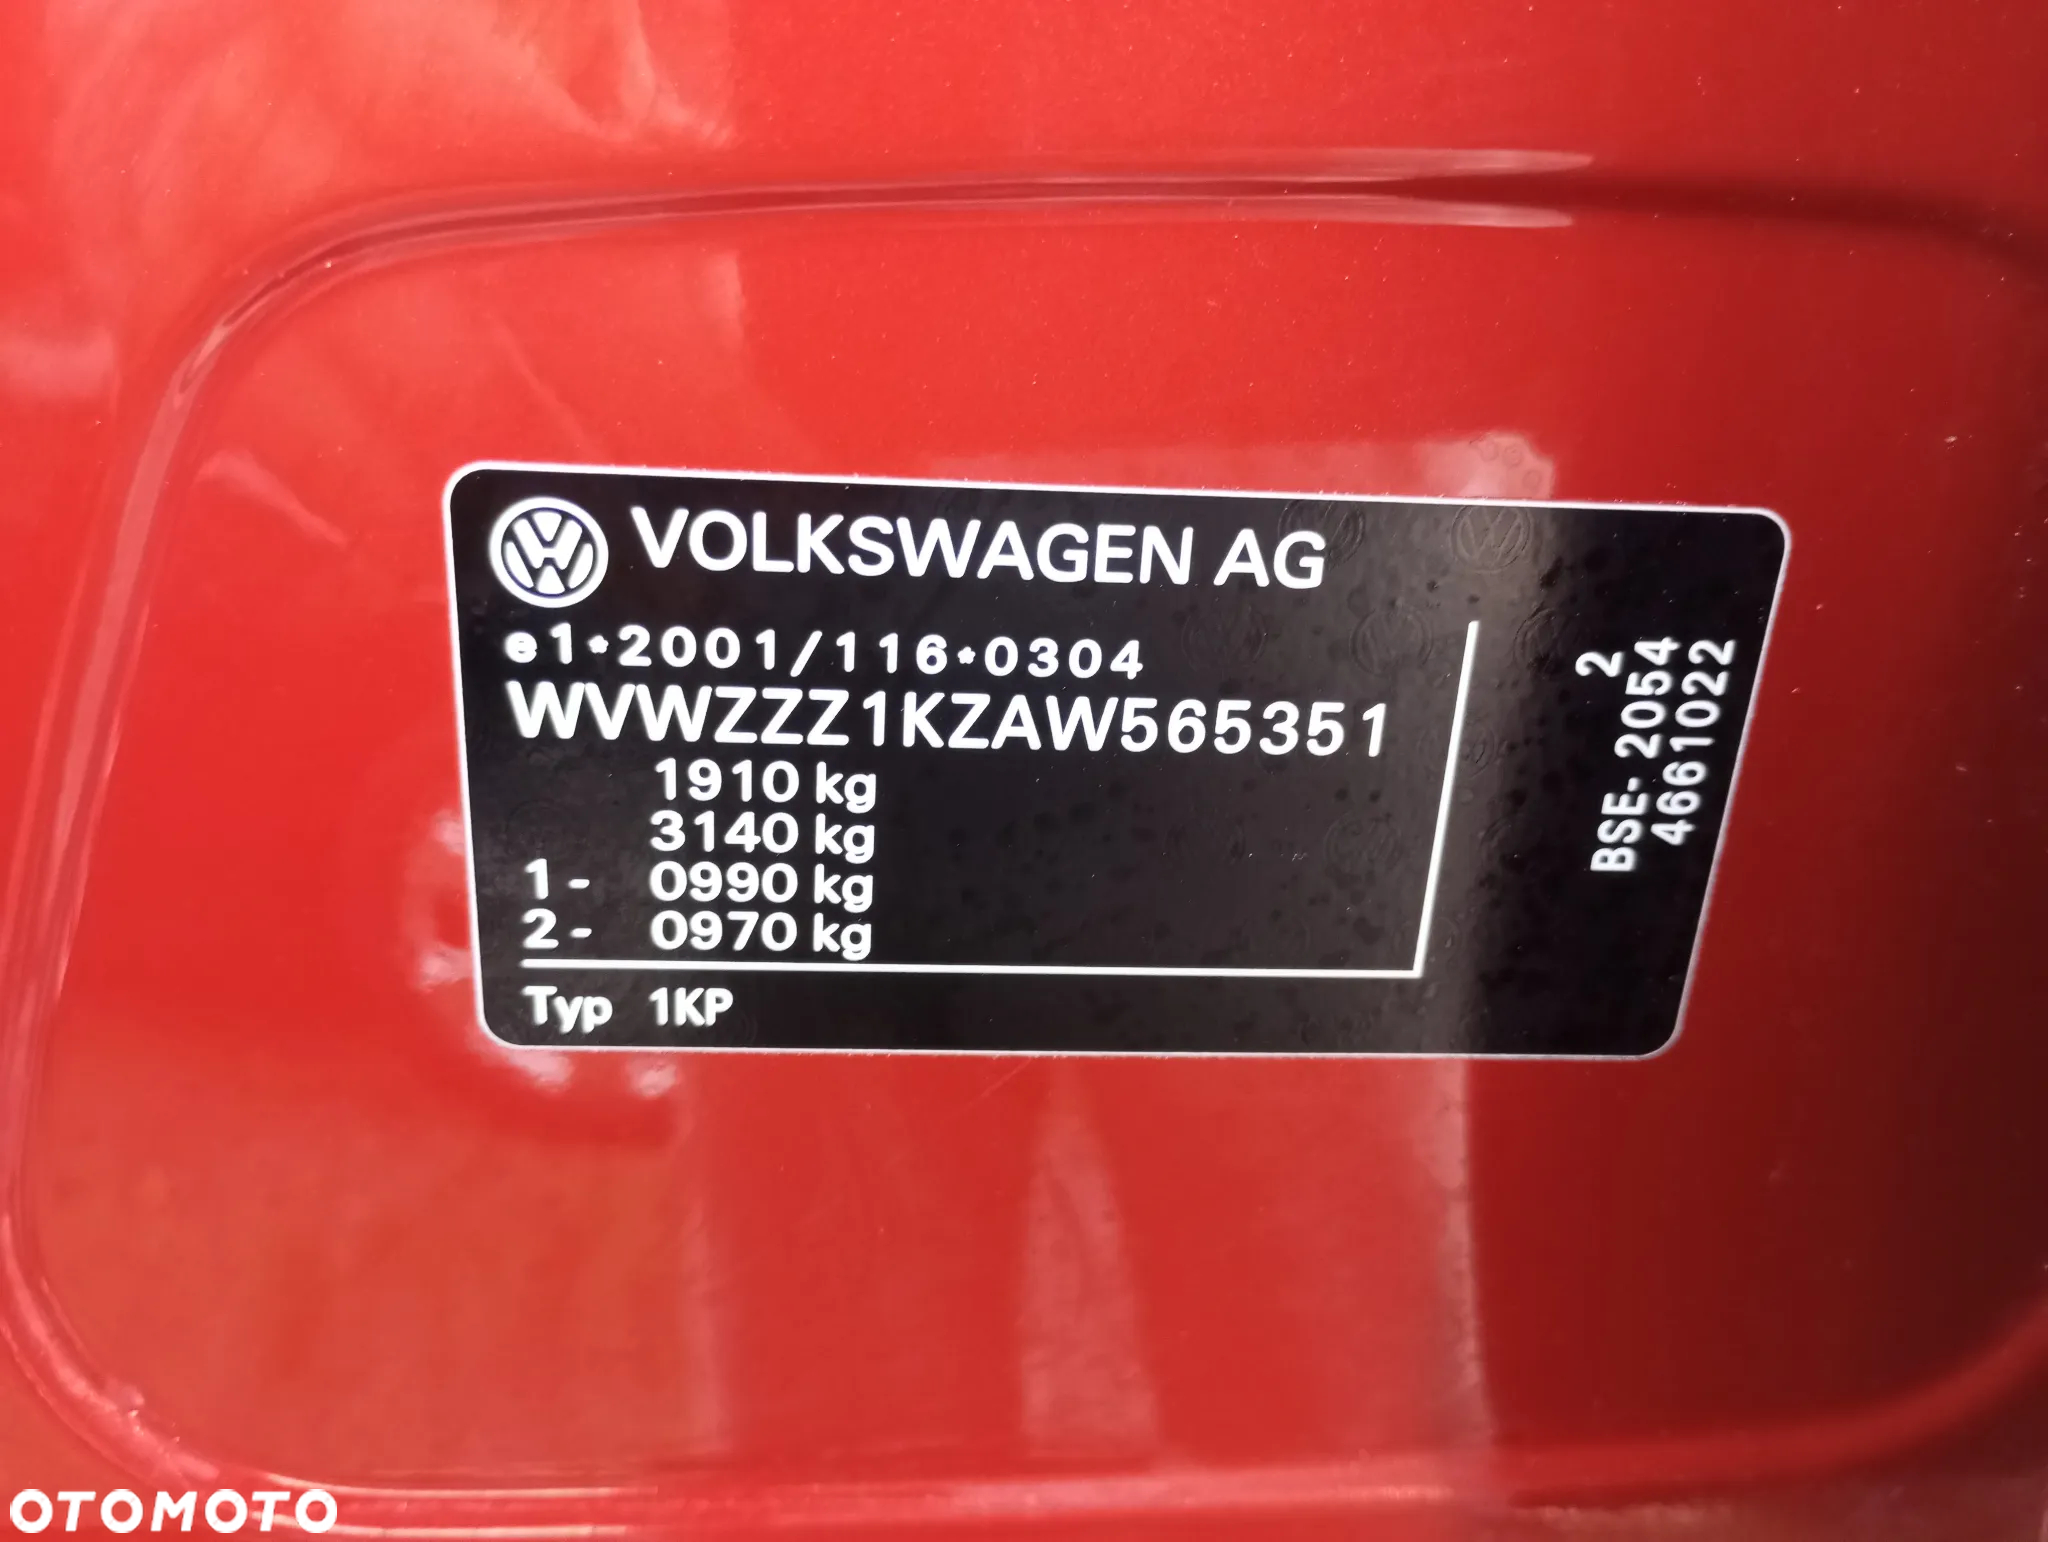 VOLKSWAGEN AG
e1*2001/116*0304
WVWZZZ1KZAW565351
1910 kg
3140 kg
1- 0990 kg
2- 0970 kg
Typ 1KP
2
BSE- 2054
4661022
OTOMOTO